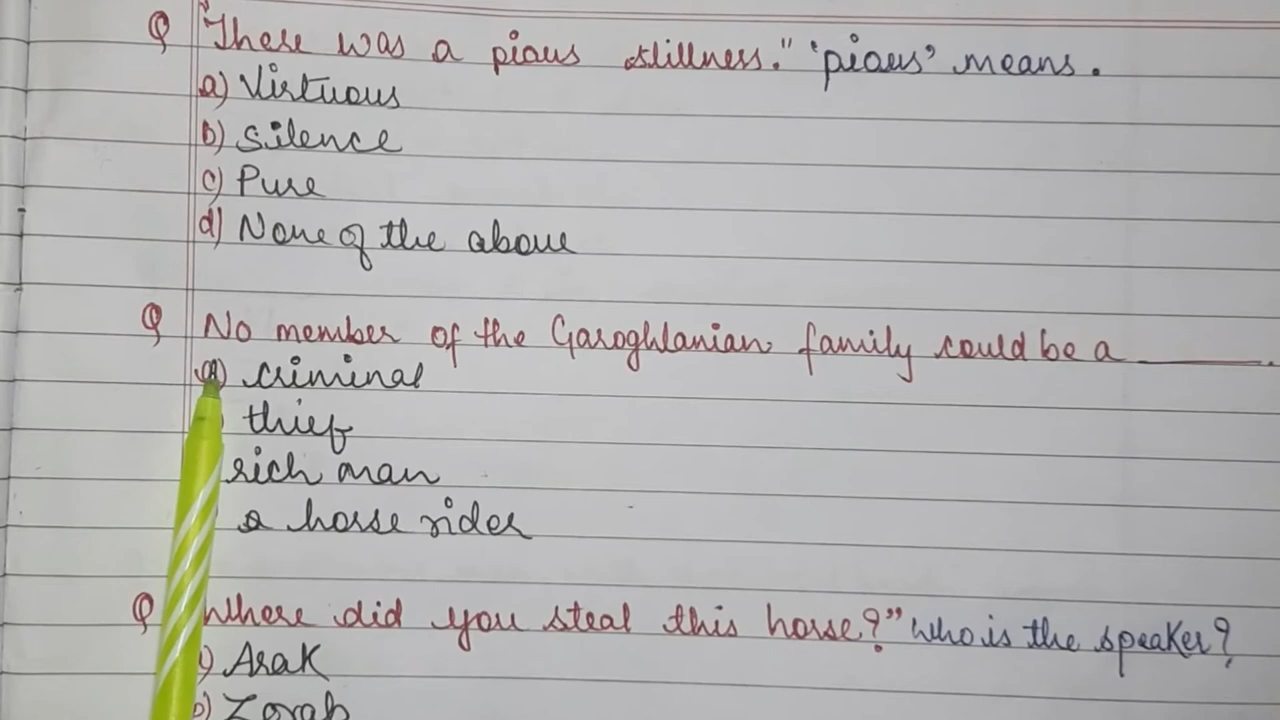 Q "There was a pious stillness." 'pious' means.
a) Virtuous
b) Silence
c) Pure
d) None of the above
Q No member of the Garoghlanian family could be a ______.
a) criminal
thief
rich man
a horse rider
Q Where did you steal this horse?" who is the speaker?
) Arak
b) Zorab